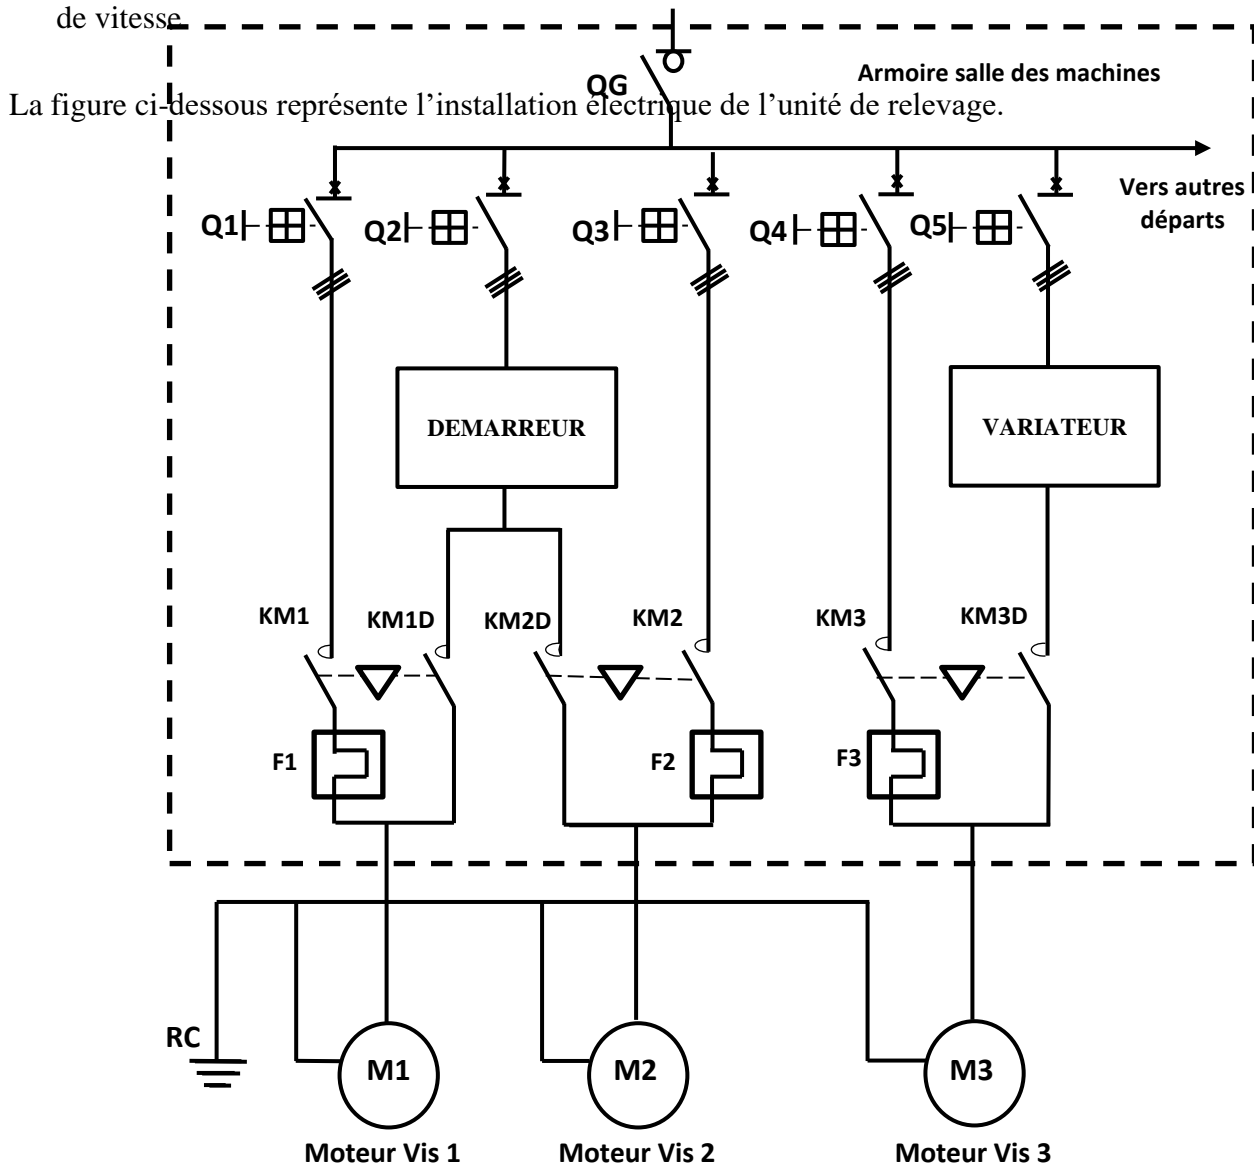 de vitesse
QG
Armoire salle des machines
La figure ci-dessous représente l’installation électrique de l’unité de relevage.
Vers autres
départs
Q1
Q2
Q3
Q4
Q5
DEMARREUR
VARIATEUR
KM1
KM1D
KM2D
KM2
KM3
KM3D
F1
F2
F3
RC
M1
M2
M3
Moteur Vis 1
Moteur Vis 2
Moteur Vis 3